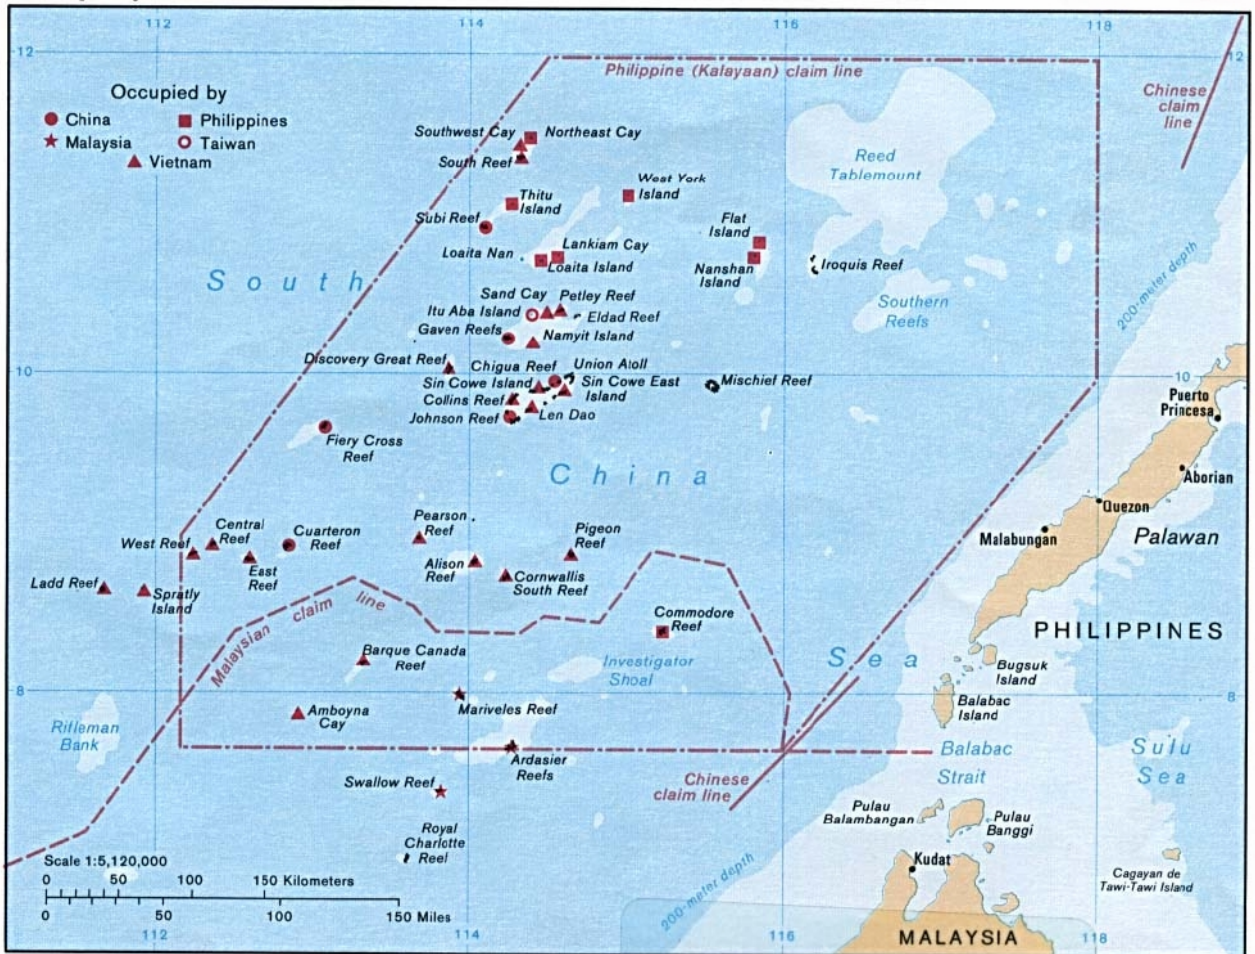 112
114
116
118
12
12
Philippine (Kalayaan) claim line
Chinese
claim
line
Occupied by
China
Philippines
Malaysia
Taiwan
Vietnam
Southwest Cay
Northeast Cay
South Reef
Reed
Tablemount
West York
Island
Thitu
Island
Subi Reef
Flat
Island
Loaita Nan
Lankiam Cay
Loaita Island
Nanshan
Island
Iroquis Reef
South
Sand Cay
Petley Reef
Itu Aba Island
Eldad Reef
Southern
Reefs
200-meter depth
Gaven Reefs
Namyit Island
Discovery Great Reef
Chigua Reef
Union Atoll
10
10
Sin Cowe Island
Sin Cowe East
Island
Mischief Reef
Collins Reef
Johnson Reef
Len Dao
Puerto
Princesa
Fiery Cross
Reef
China
Aborian
Quezon
Malabungan
Palawan
Pearson
Reef
Pigeon
Reef
Central
Reef
Cuarteron
Reef
West Reef
East
Reef
Alison
Reef
Cornwallis
South Reef
Ladd Reef
Spratly
Island
Malaysian claim line
Commodore
Reef
PHILIPPINES
Barque Canada
Reef
Investigator
Shoal
Sea
Bugsuk
Island
8
8
Mariveles Reef
Balabac
Island
Amboyna
Cay
Rifleman
Bank
Ardasier
Reefs
Balabac
Strait
Sulu
Sea
Swallow Reef
Chinese
claim line
Pulau
Balambangan
Pulau
Banggi
Royal
Charlotte
Reef
Kudat
Cagayan de
Tawi-Tawi Island
200-meter depth
Scale 1:5,120,000
0 50 100 150 Kilometers
0 50 100 150 Miles
MALAYSIA
112
114
116
118